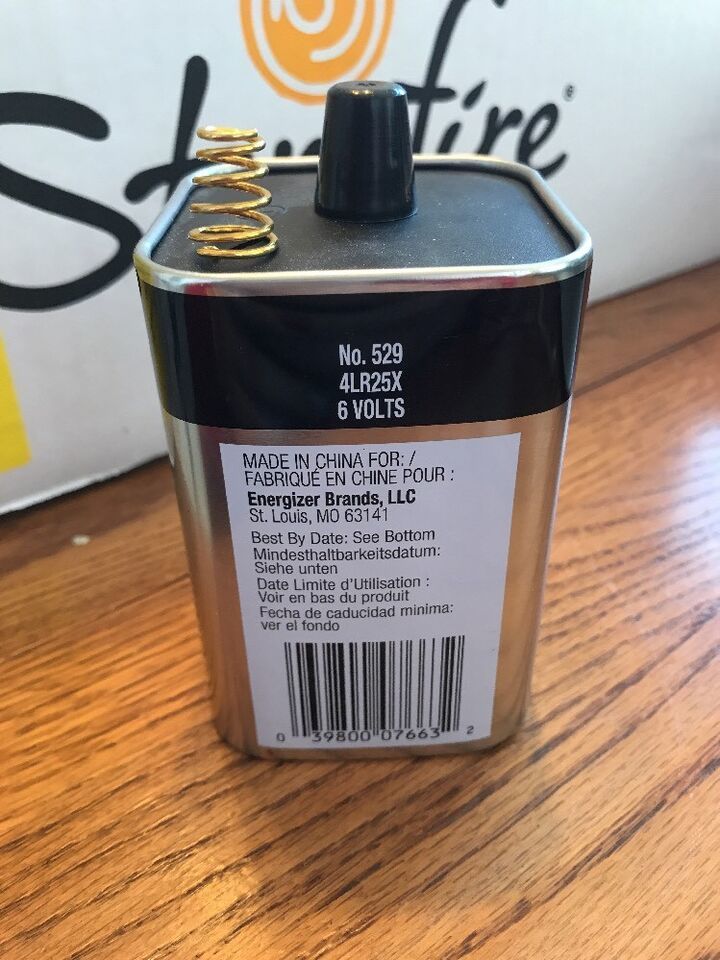 fire®
No. 529
4LR25X
6 VOLTS
MADE IN CHINA FOR: /
FABRIQUÉ EN CHINE POUR :
Energizer Brands, LLC
St. Louis, MO 63141
Best By Date: See Bottom
Mindesthaltbarkeitsdatum:
Siehe unten
Date Limite d'Utilisation :
Voir en bas du produit
Fecha de caducidad minima:
ver el fondo
0 39800 07663 2